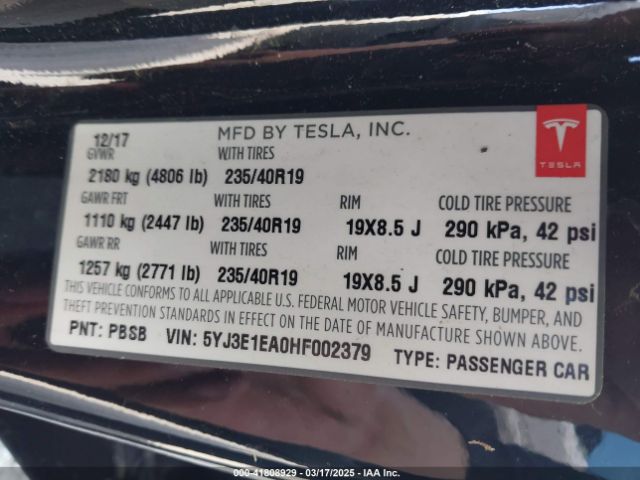 12/17 MFD BY TESLA, INC.
GVWR WITH TIRES
2180 kg (4806 lb) 235/40R19
GAWR FRT WITH TIRES RIM COLD TIRE PRESSURE
1110 kg (2447 lb) 235/40R19 19X8.5 J 290 kPa, 42 psi
GAWR RR WITH TIRES RIM COLD TIRE PRESSURE
1257 kg (2771 lb) 235/40R19 19X8.5 J 290 kPa, 42 psi
THIS VEHICLE CONFORMS TO ALL APPLICABLE U.S. FEDERAL MOTOR VEHICLE SAFETY, BUMPER, AND
THEFT PREVENTION STANDARDS IN EFFECT ON THE DATE OF MANUFACTURE SHOWN ABOVE.
PNT: PBSB VIN: 5YJ3E1EA0HF002379 TYPE: PASSENGER CAR
TESLA
© 41808929 — 03/17/2025 — IAA Inc.